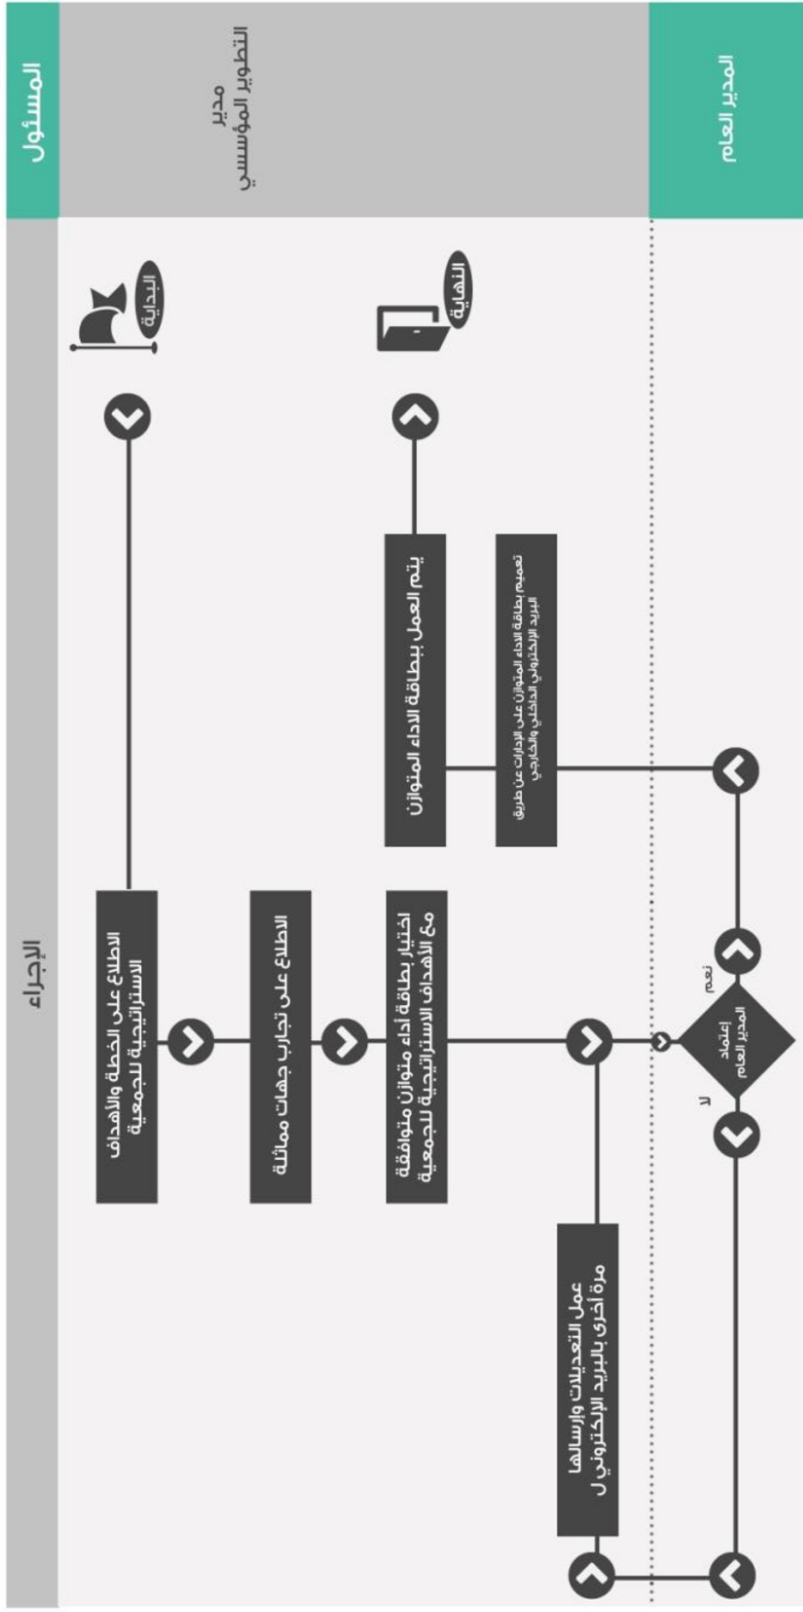 المسئول
الإجراء
مدير
التطوير المؤسسي
البداية
الاطلاع على الخطة والأهداف
الاستراتيجية للجمعية
الاطلاع على تجارب جهات مماثلة
اختيار بطاقة أداء متوازن متوافقة
مع الأهداف الاستراتيجية للجمعية
المدير العام
إعتماد
المدير العام
نعم
لا
عمل التعديلات وإرسالها
مرة أخرى بالبريد الإلكتروني ل
تعميم بطاقة الاداء المتوازن على الإدارات عن طريق
البريد الإلكتروني الداخلي والخارجي
يتم العمل ببطاقة الاداء المتوازن
النهاية